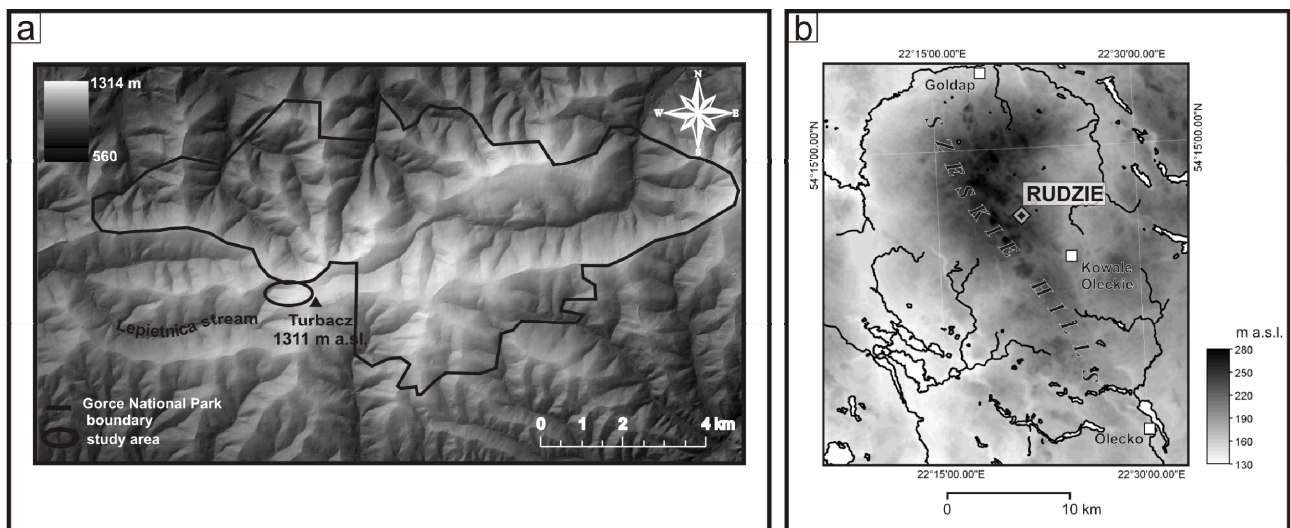 a
1314 m
560
N
W
E
S
Lepietnica stream
Turbacz
1311 m a.s.l.
Gorce National Park
boundary
study area
0 1 2 4 km
b
22°15'00.00"E
22°30'00.00"E
Goldap
54°15'00.00"N
54°15'00.00"N
SZESKIE HILLS
RUDZIE
Kowale
Oleckie
Olecko
22°15'00.00"E
22°30'00.00"E
m a.s.l.
280
250
220
190
160
130
0
10 km